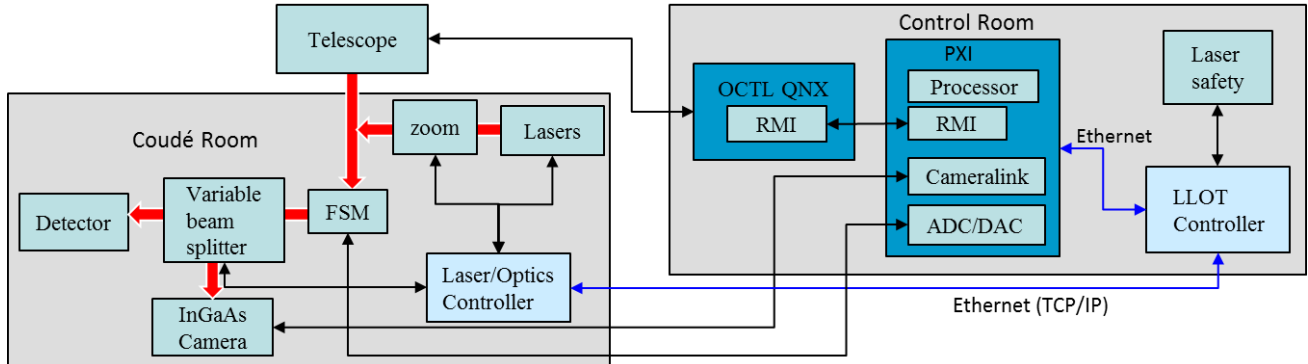 Telescope
Coudé Room
zoom
Lasers
Detector
Variable
beam
splitter
FSM
Laser/Optics
Controller
InGaAs
Camera
Control Room
OCTL QNX
RMI
PXI
Processor
RMI
Cameralink
ADC/DAC
Laser
safety
Ethernet
LLOT
Controller
Ethernet (TCP/IP)